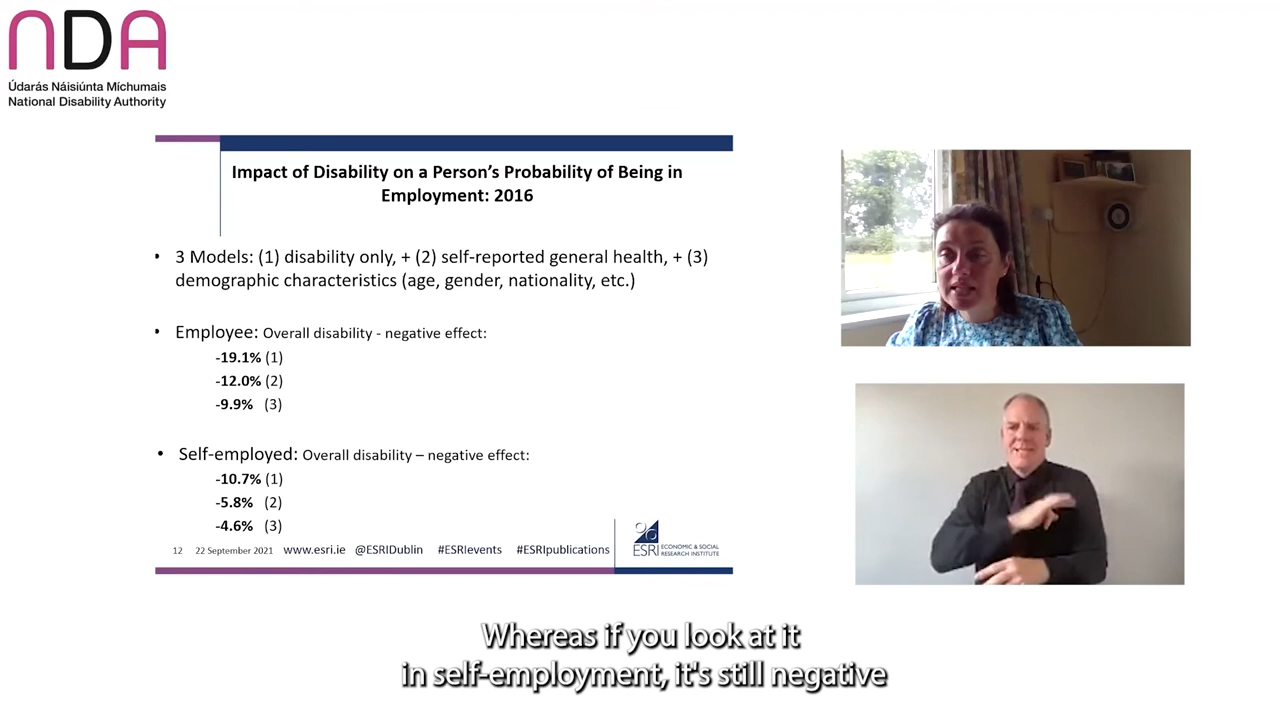 NDA
Údarás Náisiúnta Míchumais
National Disability Authority
Impact of Disability on a Person's Probability of Being in
Employment: 2016
• 3 Models: (1) disability only, + (2) self-reported general health, + (3)
demographic characteristics (age, gender, nationality, etc.)
• Employee: Overall disability - negative effect:
-19.1% (1)
-12.0% (2)
-9.9% (3)
• Self-employed: Overall disability – negative effect:
-10.7% (1)
-5.8% (2)
-4.6% (3)
12 22 September 2021 www.esri.ie @ESRIDublin #ESRIevents #ESRIpublications
ESRI ECONOMIC & SOCIAL
RESEARCH INSTITUTE
Whereas if you look at it
in self-employment, it's still negative